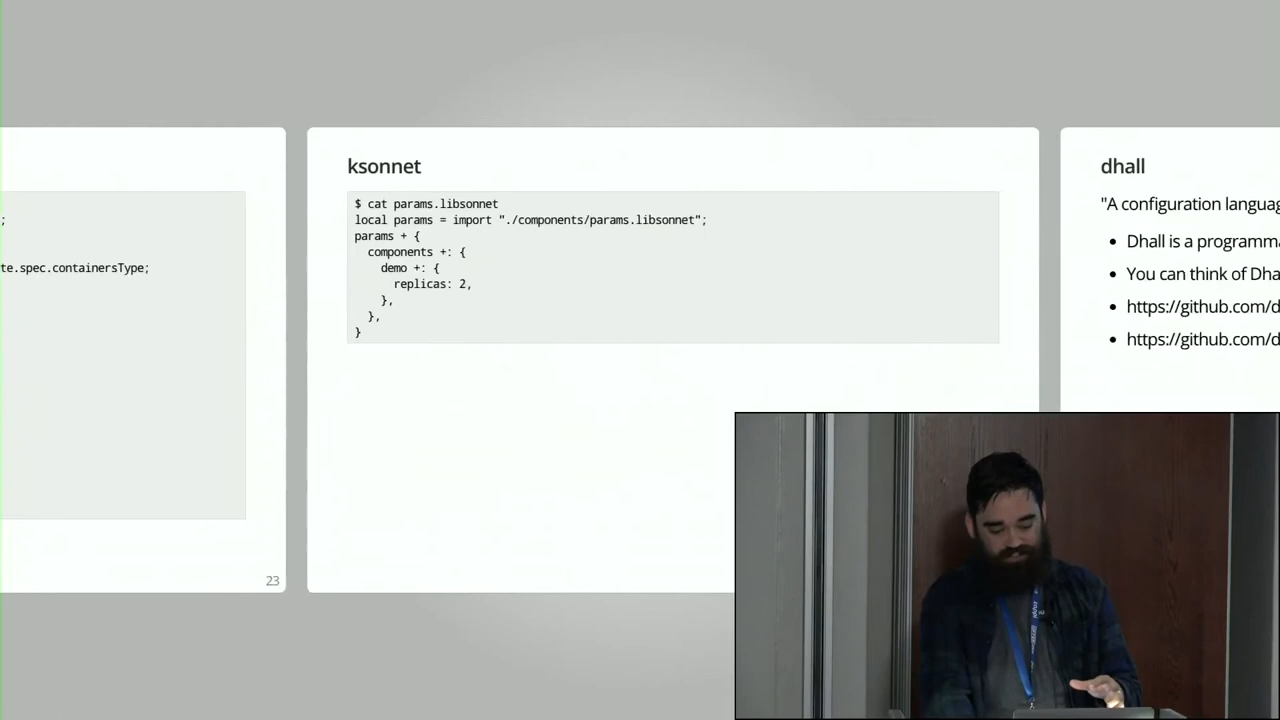 ;
te.spec.containersType;
23
ksonnet
$ cat params.libsonnet
local params = import "./components/params.libsonnet";
params + {
  components +: {
    demo +: {
      replicas: 2,
    },
  },
}
dhall
"A configuration languag
Dhall is a programma
You can think of Dha
https://github.com/d
https://github.com/d